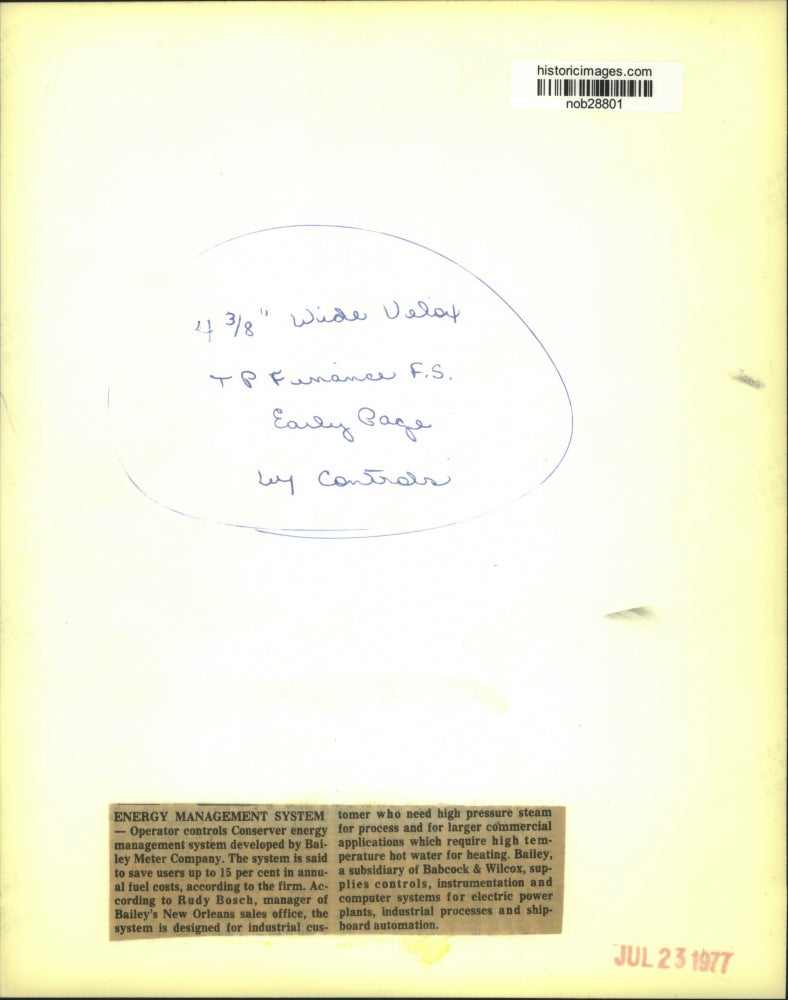 historicimages.com
nob28801
4 3/8" Wide Velox
TP Finance F.S.
Early Page
w/ Controls
ENERGY MANAGEMENT SYSTEM
— Operator controls Conserver energy
management system developed by Bai-
ley Meter Company. The system is said
to save users up to 15 per cent in annu-
al fuel costs, according to the firm. Ac-
cording to Rudy Bosch, manager of
Bailey's New Orleans sales office, the
system is designed for industrial cus-
tomer who need high pressure steam
for process and for larger commercial
applications which require high tem-
perature hot water for heating. Bailey,
a subsidiary of Babcock & Wilcox, sup-
plies controls, instrumentation and
computer systems for electric power
plants, industrial processes and ship-
board automation.
JUL 23 1977